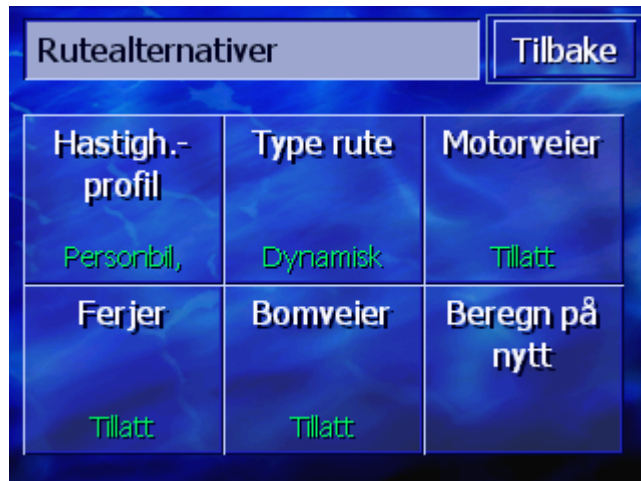 Rutealternativer
Tilbake
Hastigh.-
profil
Personbil,
Type rute
Dynamisk
Motorveier
Tillatt
Ferjer
Tillatt
Bomveier
Tillatt
Beregn på
nytt